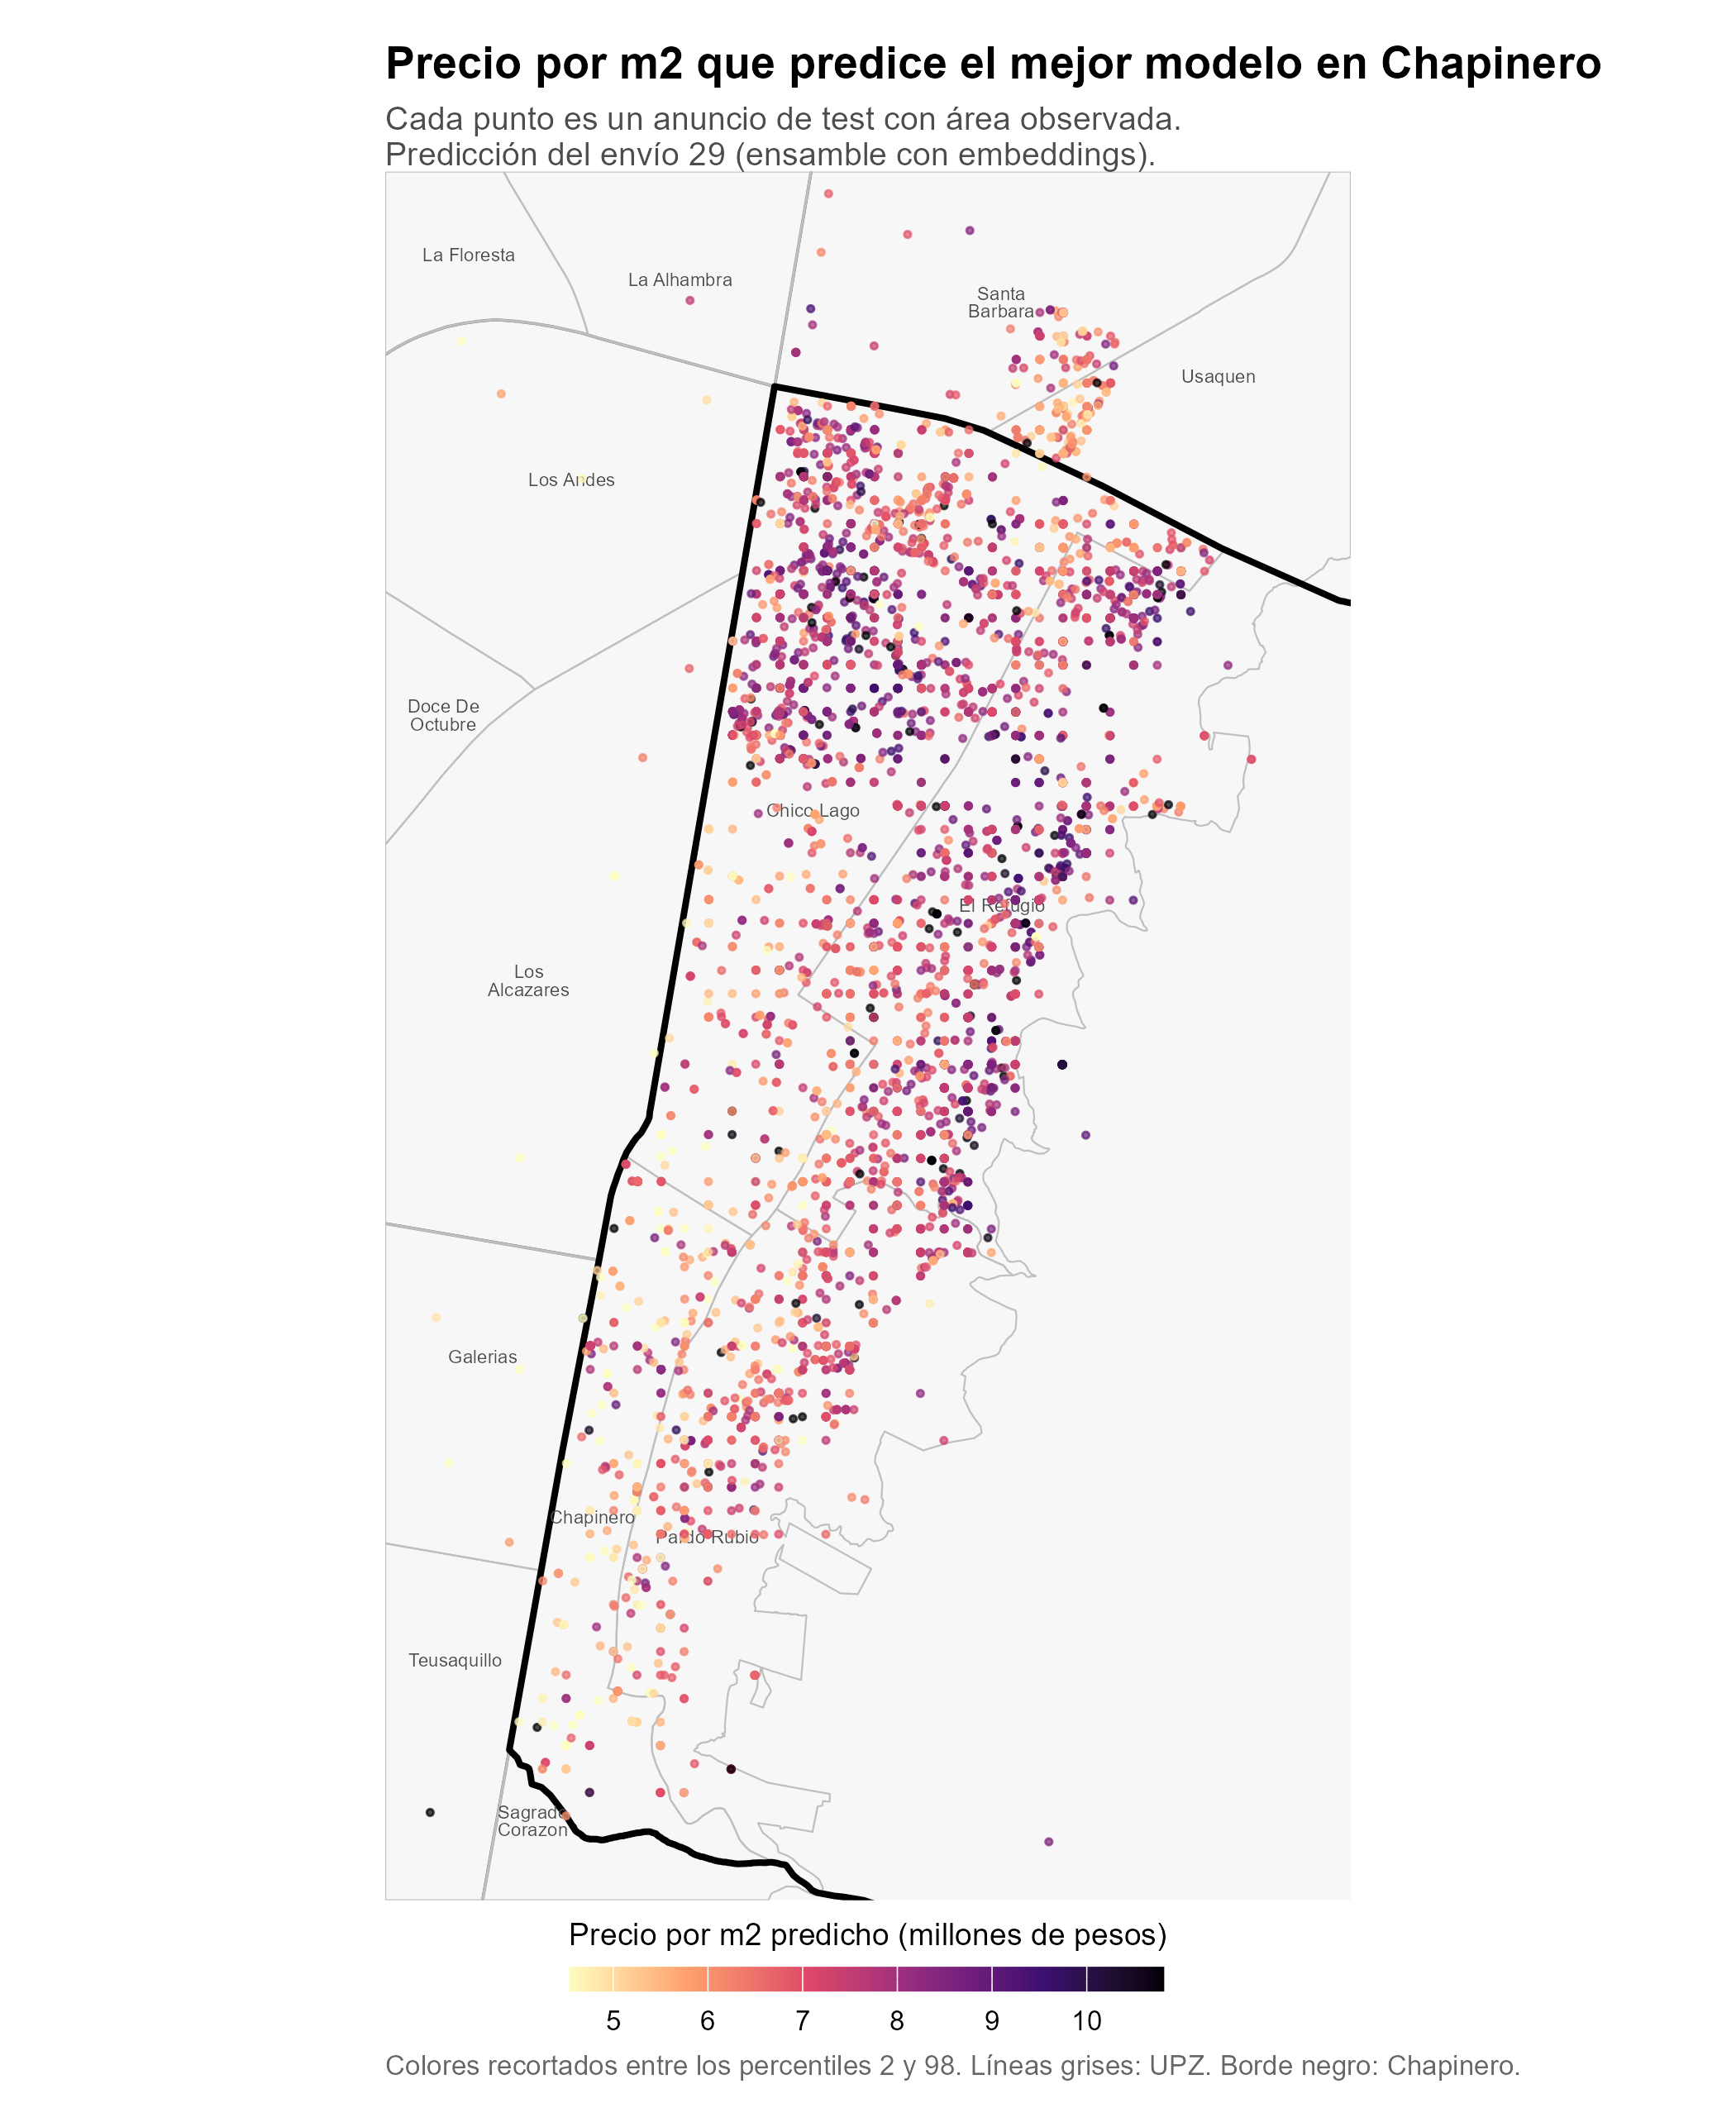 Precio por m2 que predice el mejor modelo en Chapinero
Cada punto es un anuncio de test con área observada.
Predicción del envío 29 (ensamble con embeddings).
La Floresta
La Alhambra
Santa
Barbara
Usaquen
Los Andes
Doce De
Octubre
Chico Lago
El Refugio
Los
Alcazares
Galerias
Chapinero
Pardo Rubio
Teusaquillo
Sagrado
Corazon
Precio por m2 predicho (millones de pesos)
5 6 7 8 9 10
Colores recortados entre los percentiles 2 y 98. Líneas grises: UPZ. Borde negro: Chapinero.